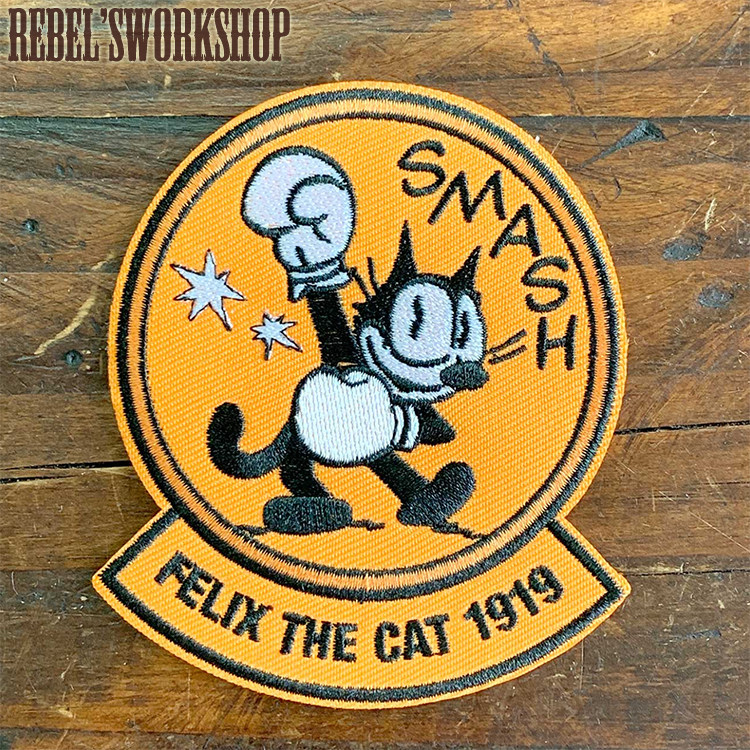 REBEL'SWORKSHOP
SMASH
FELIX THE CAT 1919